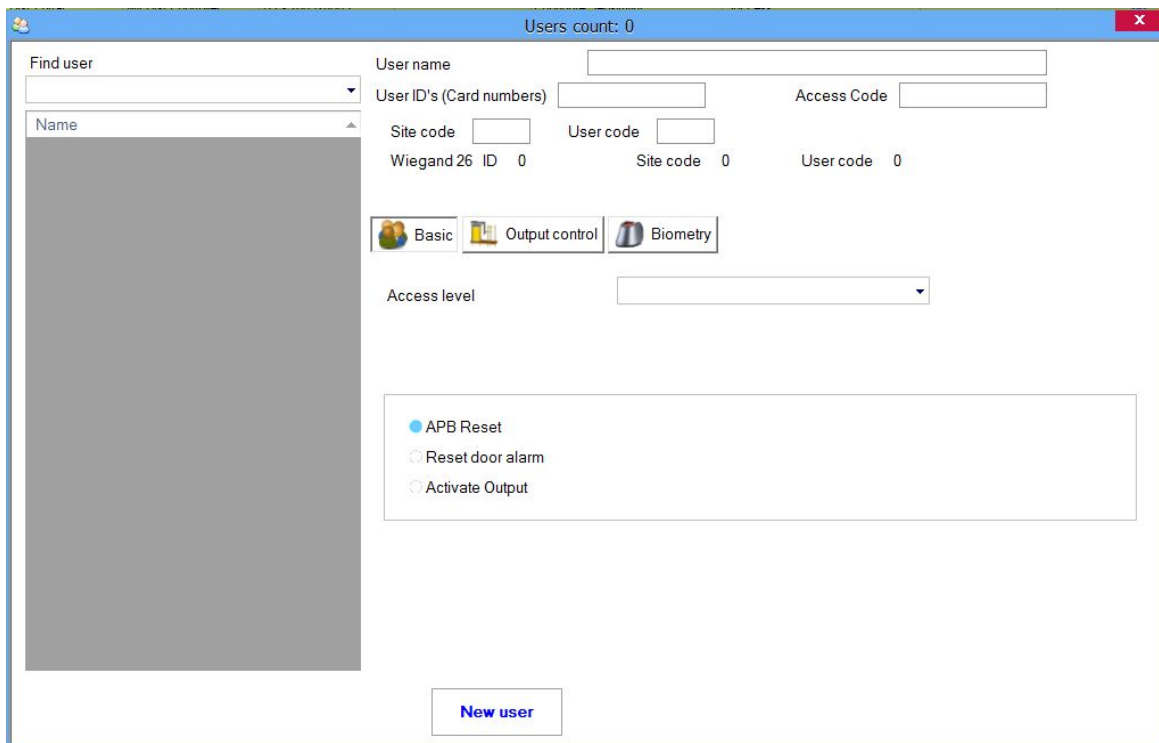 Users count: 0
x
Find user
Name
User name
User ID's (Card numbers) Access Code
Site code User code
Wiegand 26 ID 0 Site code 0 User code 0
Basic Output control Biometry
Access level
APB Reset
Reset door alarm
Activate Output
New user